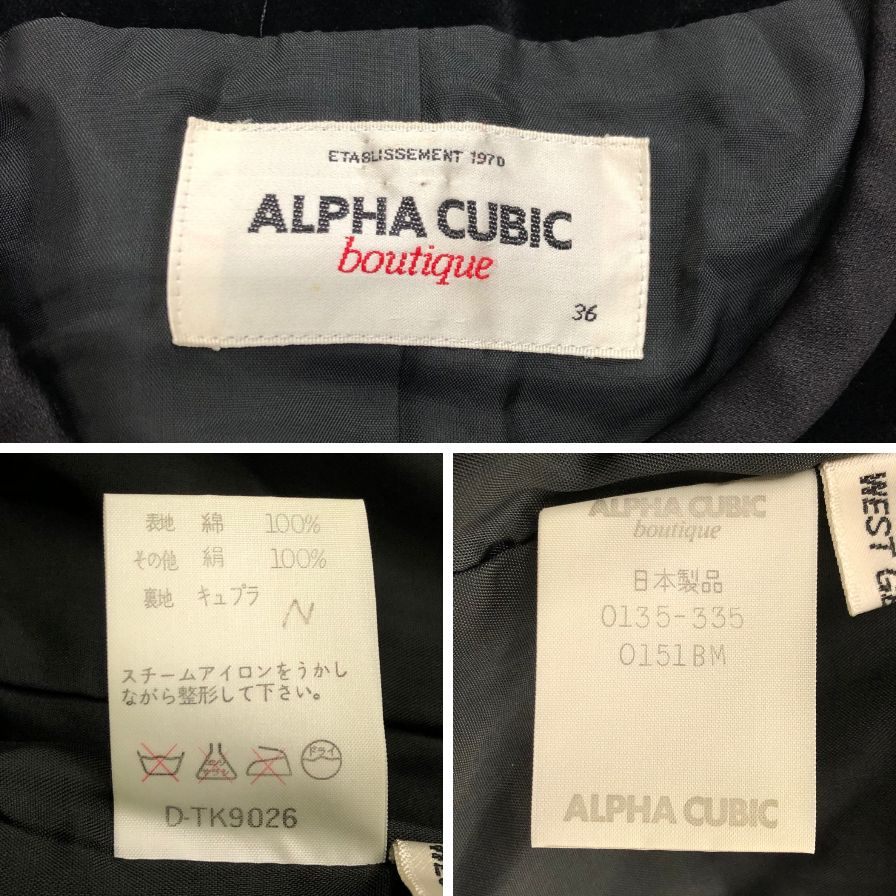 ETABLISSEMENT 1970
ALPHA CUBIC
boutique
36
表地 綿 100%
その他 絹 100%
裏地 キュプラ N
スチームアイロンをうかし
ながら整形して下さい。
ドライ
D-TK9026
ALPHA CUBIC
boutique
日本製品
0135-335
0151BM
ALPHA CUBIC
WEST